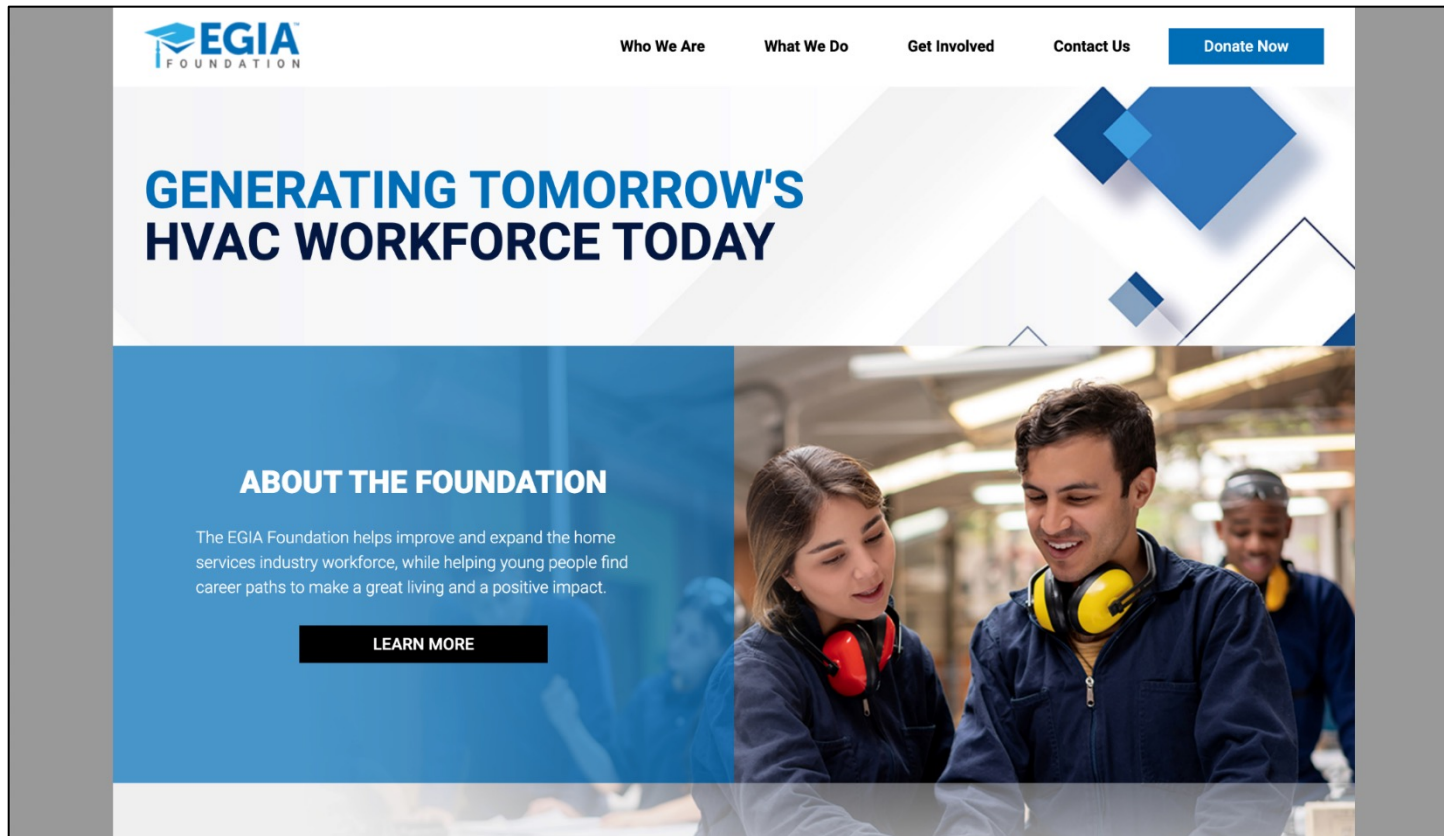 EGIA™
FOUNDATION
Who We Are
What We Do
Get Involved
Contact Us
Donate Now
GENERATING TOMORROW'S
HVAC WORKFORCE TODAY
ABOUT THE FOUNDATION
The EGIA Foundation helps improve and expand the home
services industry workforce, while helping young people find
career paths to make a great living and a positive impact.
LEARN MORE